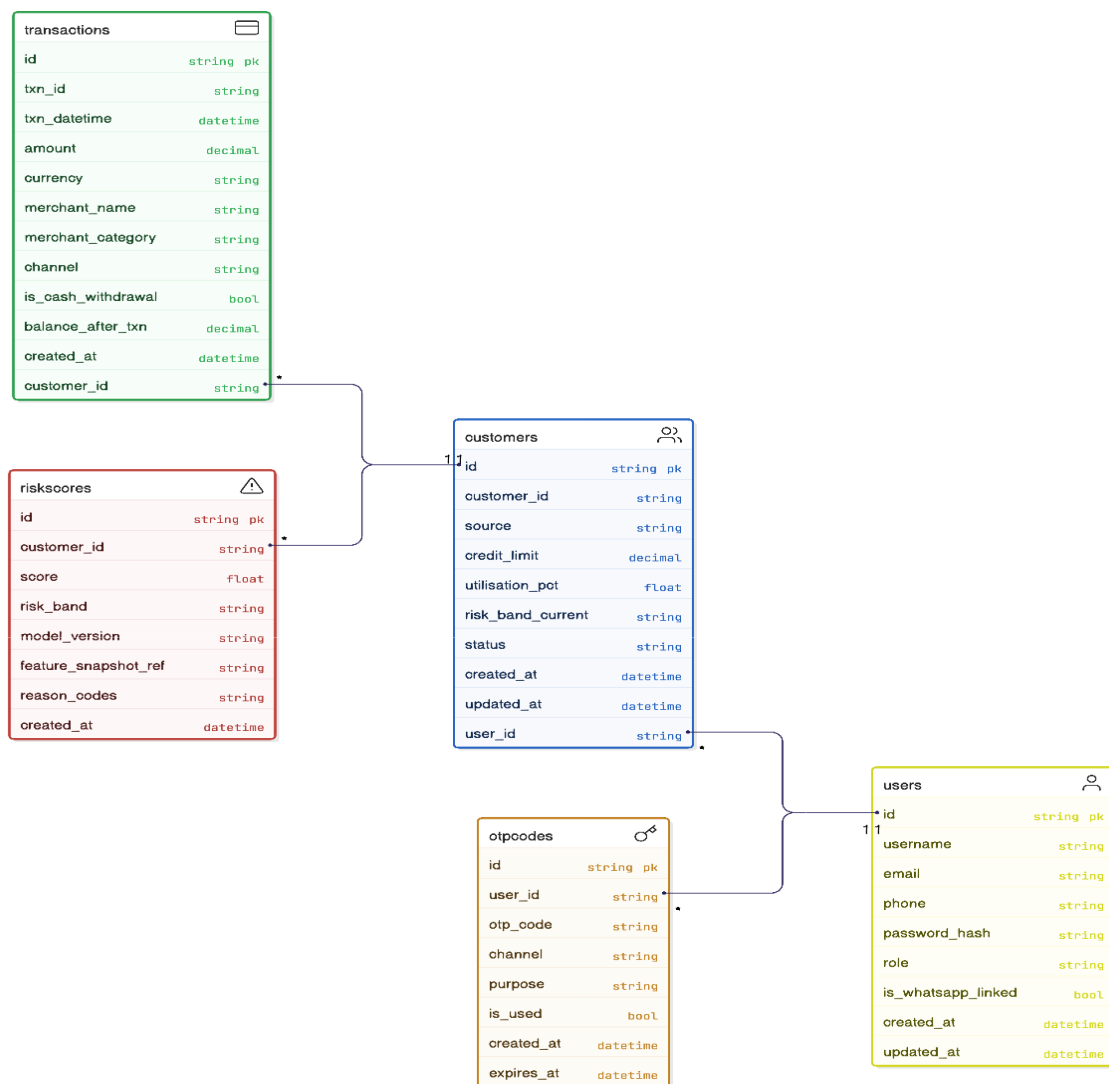 transactions
id string pk
txn_id string
txn_datetime datetime
amount decimal
currency string
merchant_name string
merchant_category string
channel string
is_cash_withdrawal bool
balance_after_txn decimal
created_at datetime
customer_id string
*
riskscores
id string pk
customer_id string
*
score float
risk_band string
model_version string
feature_snapshot_ref string
reason_codes string
created_at datetime
customers
1 1
id string pk
customer_id string
source string
credit_limit decimal
utilisation_pct float
risk_band_current string
status string
created_at datetime
updated_at datetime
user_id string
*
otpcodes
id string pk
user_id string
*
otp_code string
channel string
purpose string
is_used bool
created_at datetime
expires_at datetime
users
id string pk
1 1
username string
email string
phone string
password_hash string
role string
is_whatsapp_linked bool
created_at datetime
updated_at datetime